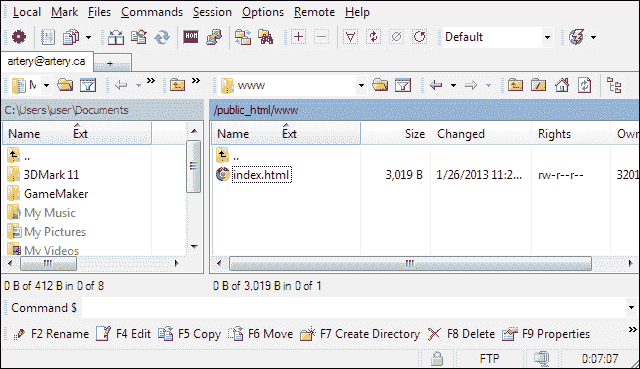 Local Mark Files Commands Session Options Remote Help
Default
artery@artery.ca +
www
C:\Users\user\Documents
/public_html/www
Name Ext
Name Ext Size Changed Rights
..
3DMark 11
GameMaker
My Music
My Pictures
My Videos
..
index.html 3,019 B 1/26/2013 11:2... rw-r--r-- 3201
0 B of 412 B in 0 of 8
0 B of 3,019 B in 0 of 1
Command $
F2 Rename F4 Edit F5 Copy F6 Move F7 Create Directory F8 Delete F9 Properties »
FTP 0:07:07